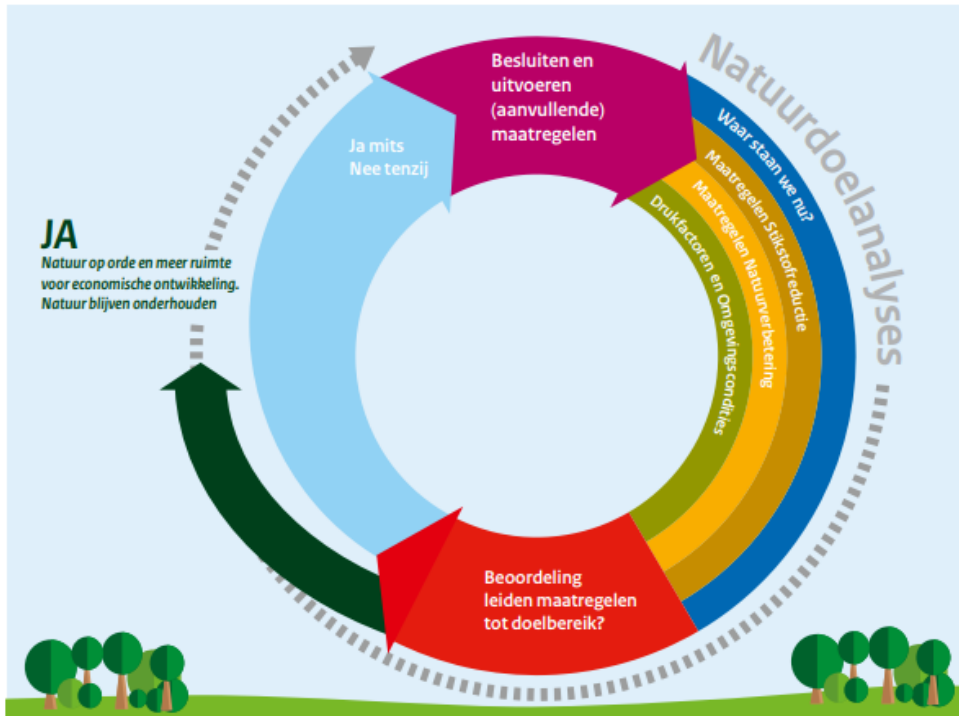 Besluiten en
uitvoeren
(aanvullende)
maatregelen
Natuurdoelanalyses
Waar staan we nu?
Maatregelen Stikstofreductie
Maatregelen Natuurverbetering
Drukfactoren en Omgevingscondities
Ja mits
Nee tenzij
JA
Natuur op orde en meer ruimte
voor economische ontwikkeling.
Natuur blijven onderhouden
Beoordeling
leiden maatregelen
tot doelbereik?